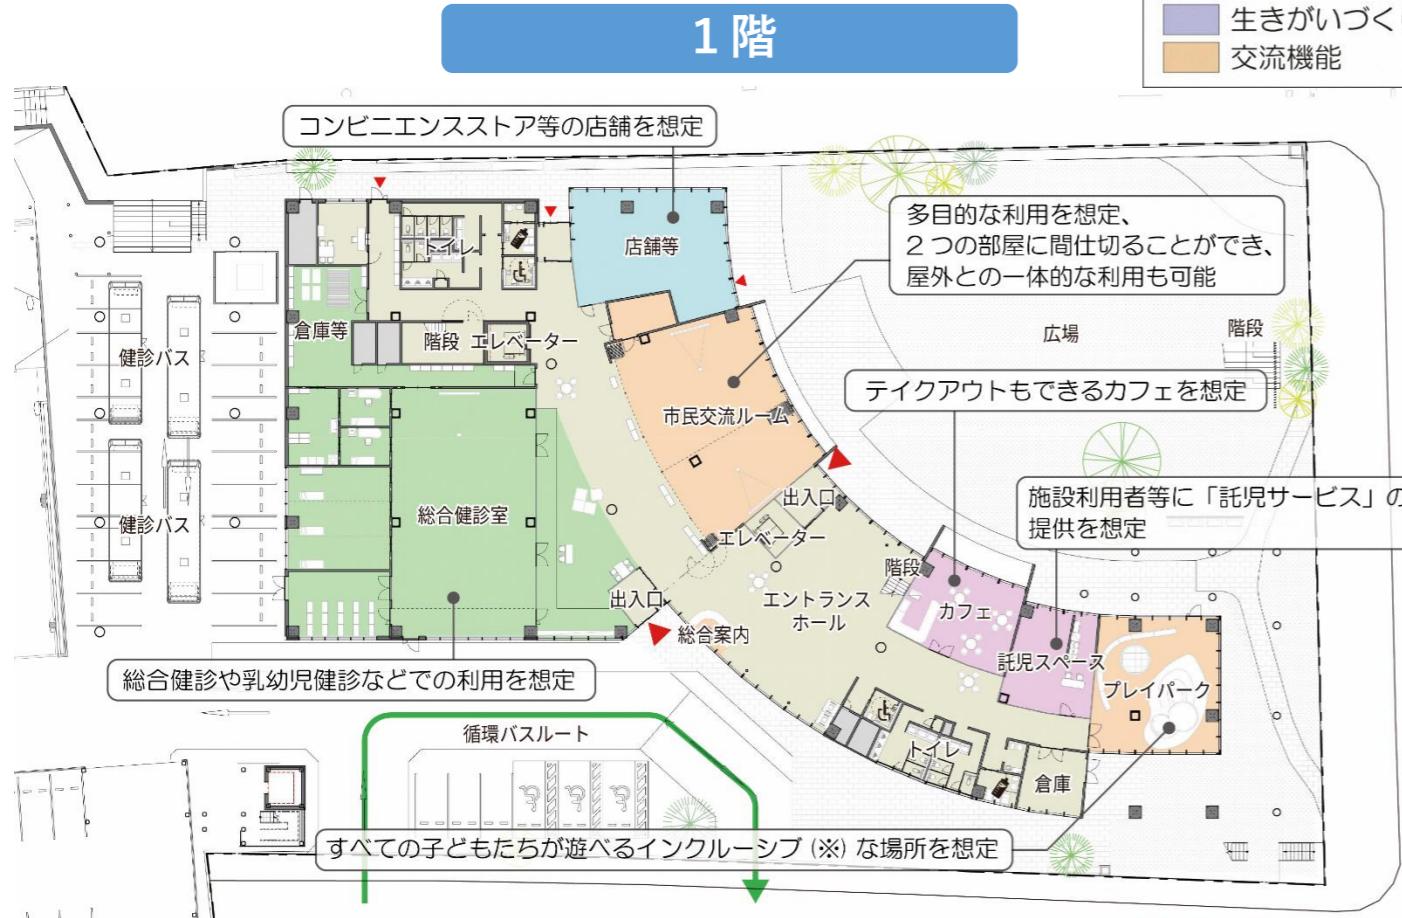 1階
生きがいづく
交流機能
コンビニエンスストア等の店舗を想定
多目的な利用を想定、
2つの部屋に間仕切ることができ、
屋外との一体的な利用も可能
トイレ
店舗等
倉庫等
階段
エレベーター
広場
階段
健診バス
テイクアウトもできるカフェを想定
市民交流ルーム
施設利用者等に「託児サービス」の
提供を想定
出入口
健診バス
総合健診室
エレベーター
階段
カフェ
エントランス
ホール
出入口
総合案内
託児スペース
プレイパーク
総合健診や乳幼児健診などでの利用を想定
循環バスルート
トイレ
倉庫
すべての子どもたちが遊べるインクルーシブ(※)な場所を想定